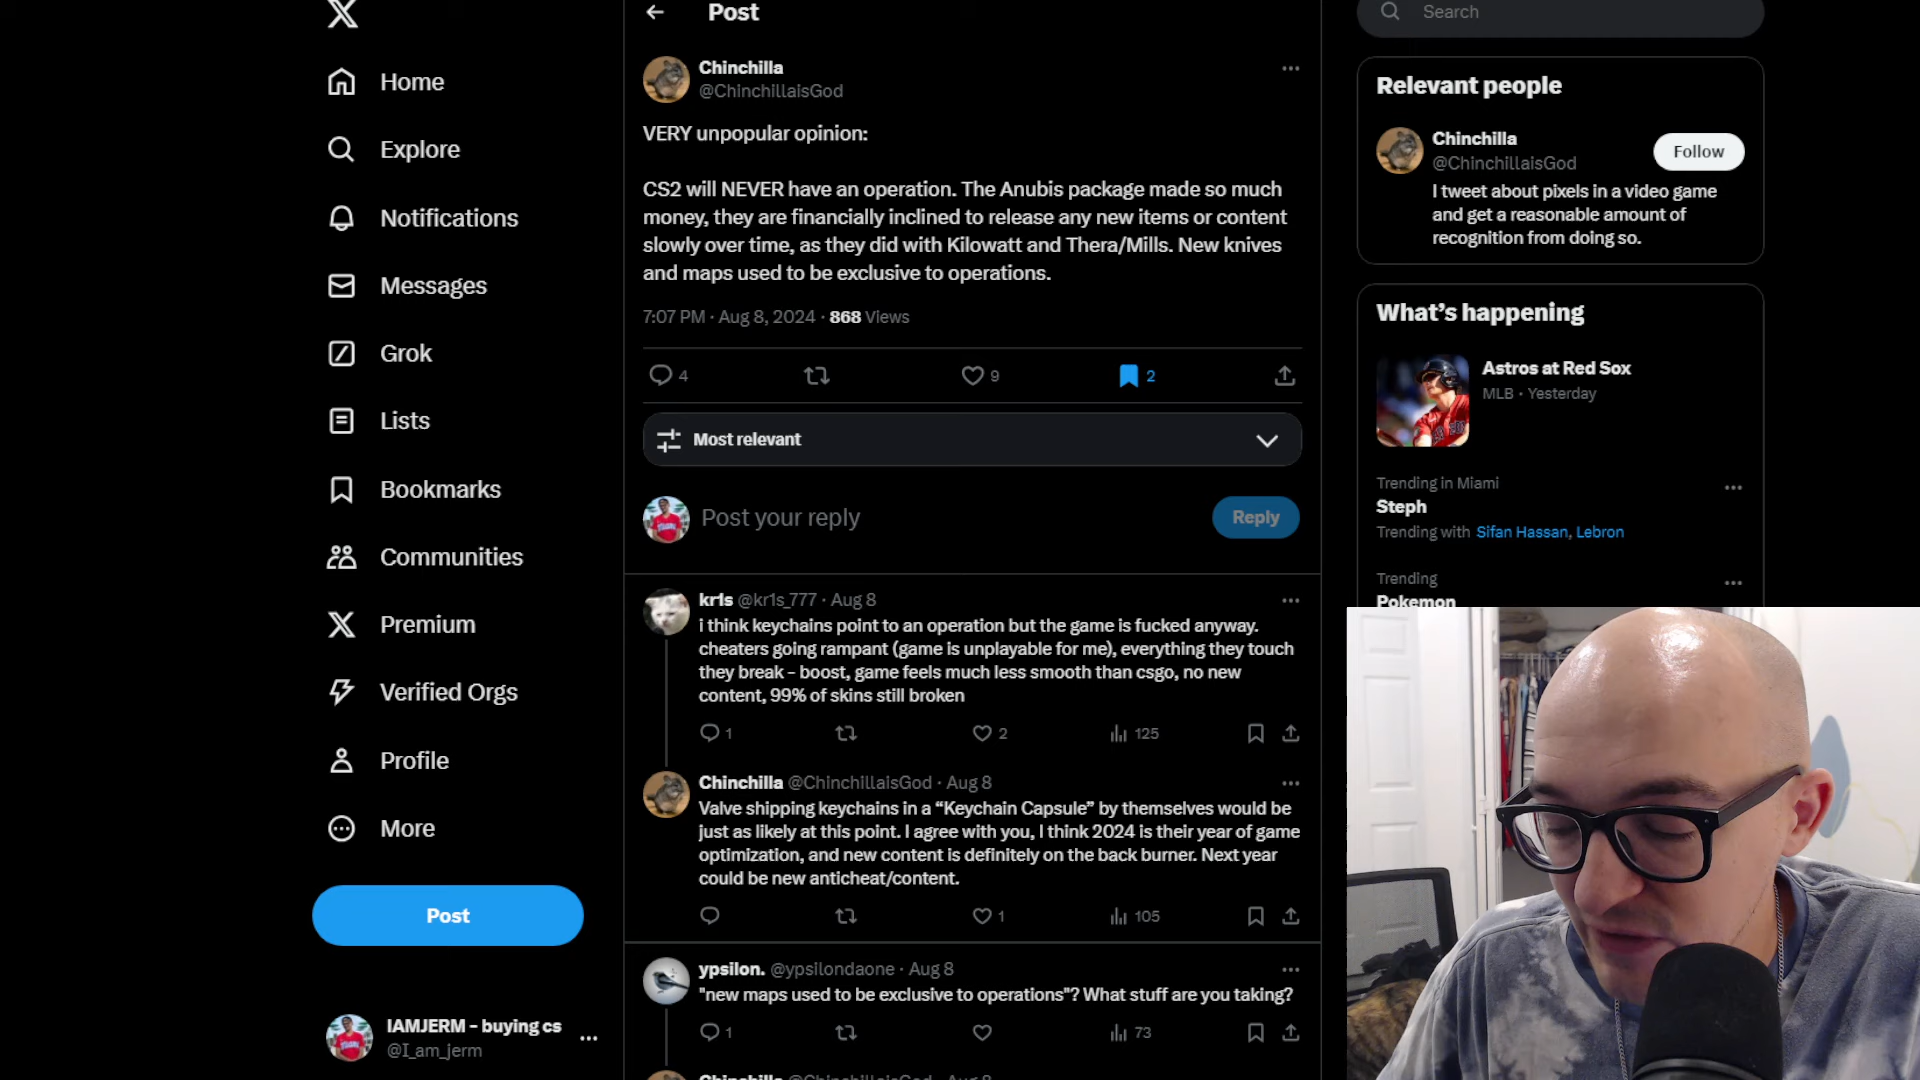 Post
Search
Home
Explore
Notifications
Messages
Grok
Lists
Bookmarks
Communities
Premium
Verified Orgs
Profile
More
Post
IAMJERM - buying cs
@I_am_jerm
Chinchilla
@ChinchillaisGod
VERY unpopular opinion:
CS2 will NEVER have an operation. The Anubis package made so much
money, they are financially inclined to release any new items or content
slowly over time, as they did with Kilowatt and Thera/Mills. New knives
and maps used to be exclusive to operations.
7:07 PM · Aug 8, 2024 · 868 Views
4
9
2
Most relevant
Post your reply
Reply
kr1s @kr1s_777 · Aug 8
i think keychains point to an operation but the game is fucked anyway.
cheaters going rampant (game is unplayable for me), everything they touch
they break - boost, game feels much less smooth than csgo, no new
content, 99% of skins still broken
1
2
125
Chinchilla @ChinchillaisGod · Aug 8
Valve shipping keychains in a “Keychain Capsule” by themselves would be
just as likely at this point. I agree with you, I think 2024 is their year of game
optimization, and new content is definitely on the back burner. Next year
could be new anticheat/content.
1
105
ypsilon. @ypsilondaone · Aug 8
"new maps used to be exclusive to operations"? What stuff are you taking?
1
73
Chinchilla @ChinchillaisGod · Aug 8
Relevant people
Chinchilla
@ChinchillaisGod
Follow
I tweet about pixels in a video game
and get a reasonable amount of
recognition from doing so.
What’s happening
Astros at Red Sox
MLB · Yesterday
Trending in Miami
Steph
Trending with Sifan Hassan, Lebron
Trending
Pokemon